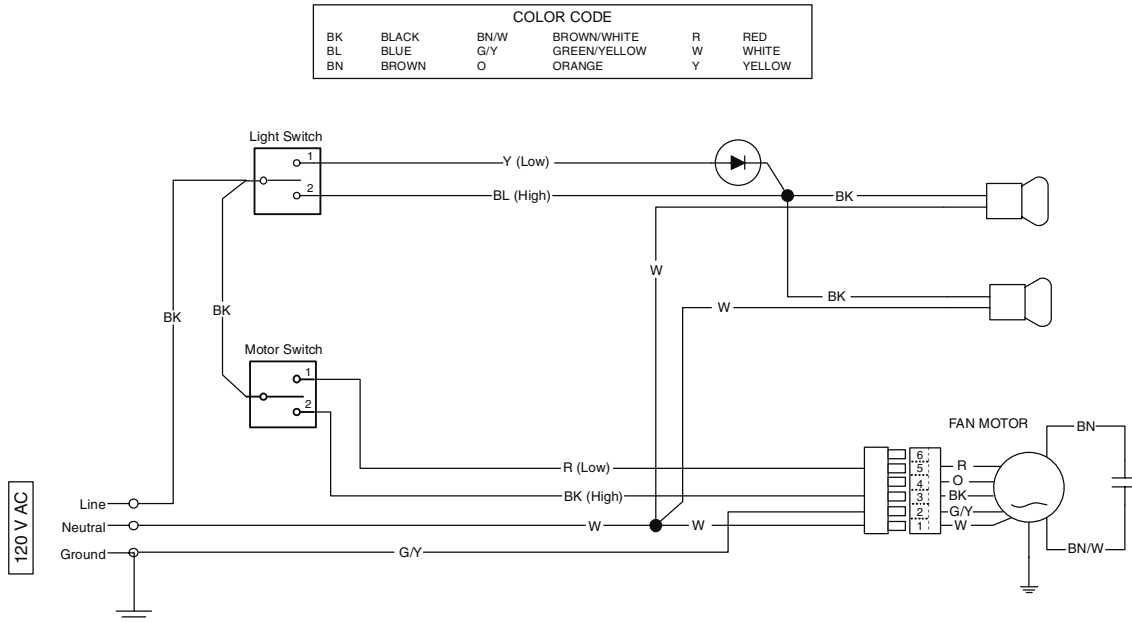 COLOR CODE
BK BLACK BN/W BROWN/WHITE R RED
BL BLUE G/Y GREEN/YELLOW W WHITE
BN BROWN O ORANGE Y YELLOW
Light Switch
1
Y (Low)
2
BL (High)
BK
W
BK
W
BK
BK
Motor Switch
1
2
FAN MOTOR
BN
R (Low)
6
5
4
3
2
1
R
O
BK
G/Y
W
BK (High)
120 V AC
Line
Neutral
W
W
Ground
G/Y
BN/W